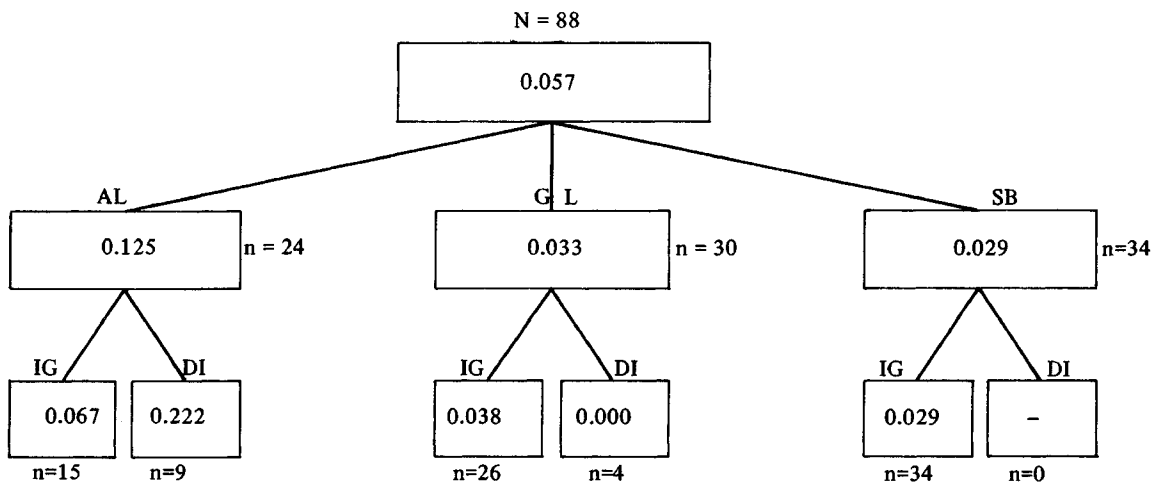 N = 88
0.057
AL G L SB
0.125 n = 24 0.033 n = 30 0.029 n=34
IG DI IG DI IG DI
0.067 0.222 0.038 0.000 0.029 –
n=15 n=9 n=26 n=4 n=34 n=0